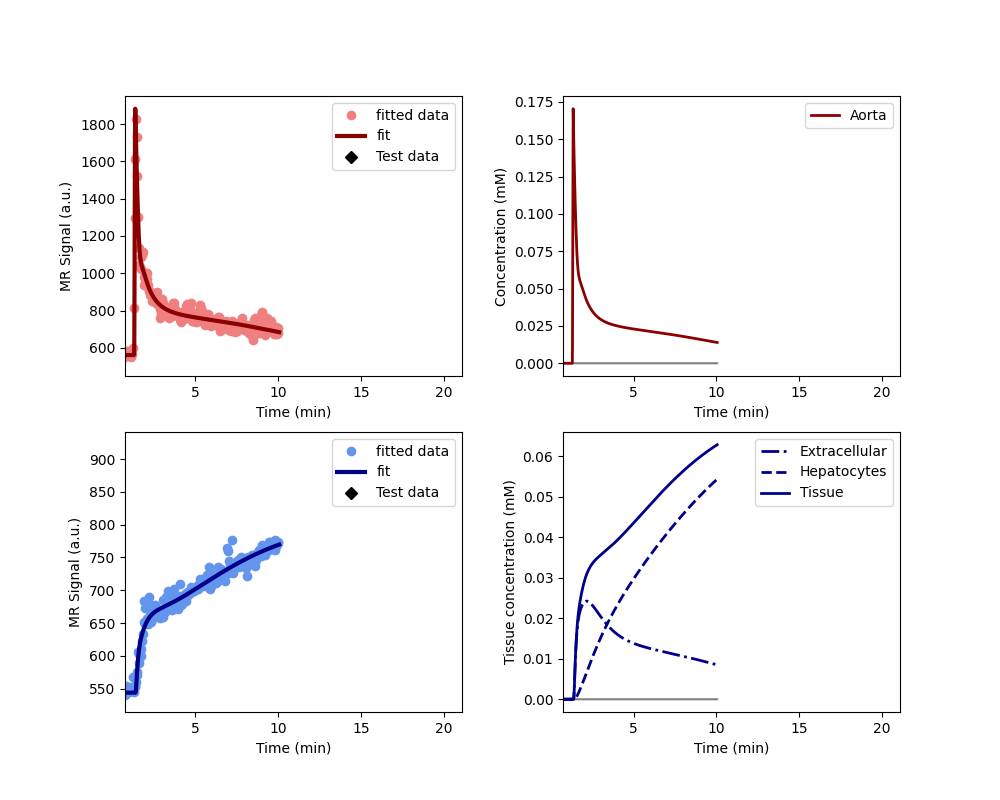 MR Signal (a.u.)
1800
1600
1400
1200
1000
800
600
fitted data
fit
Test data
5
10
15
20
Time (min)
Concentration (mM)
0.175
0.150
0.125
0.100
0.075
0.050
0.025
0.000
Aorta
5
10
15
20
Time (min)
MR Signal (a.u.)
900
850
800
750
700
650
600
550
fitted data
fit
Test data
5
10
15
20
Time (min)
Tissue concentration (mM)
0.06
0.05
0.04
0.03
0.02
0.01
0.00
Extracellular
Hepatocytes
Tissue
5
10
15
20
Time (min)